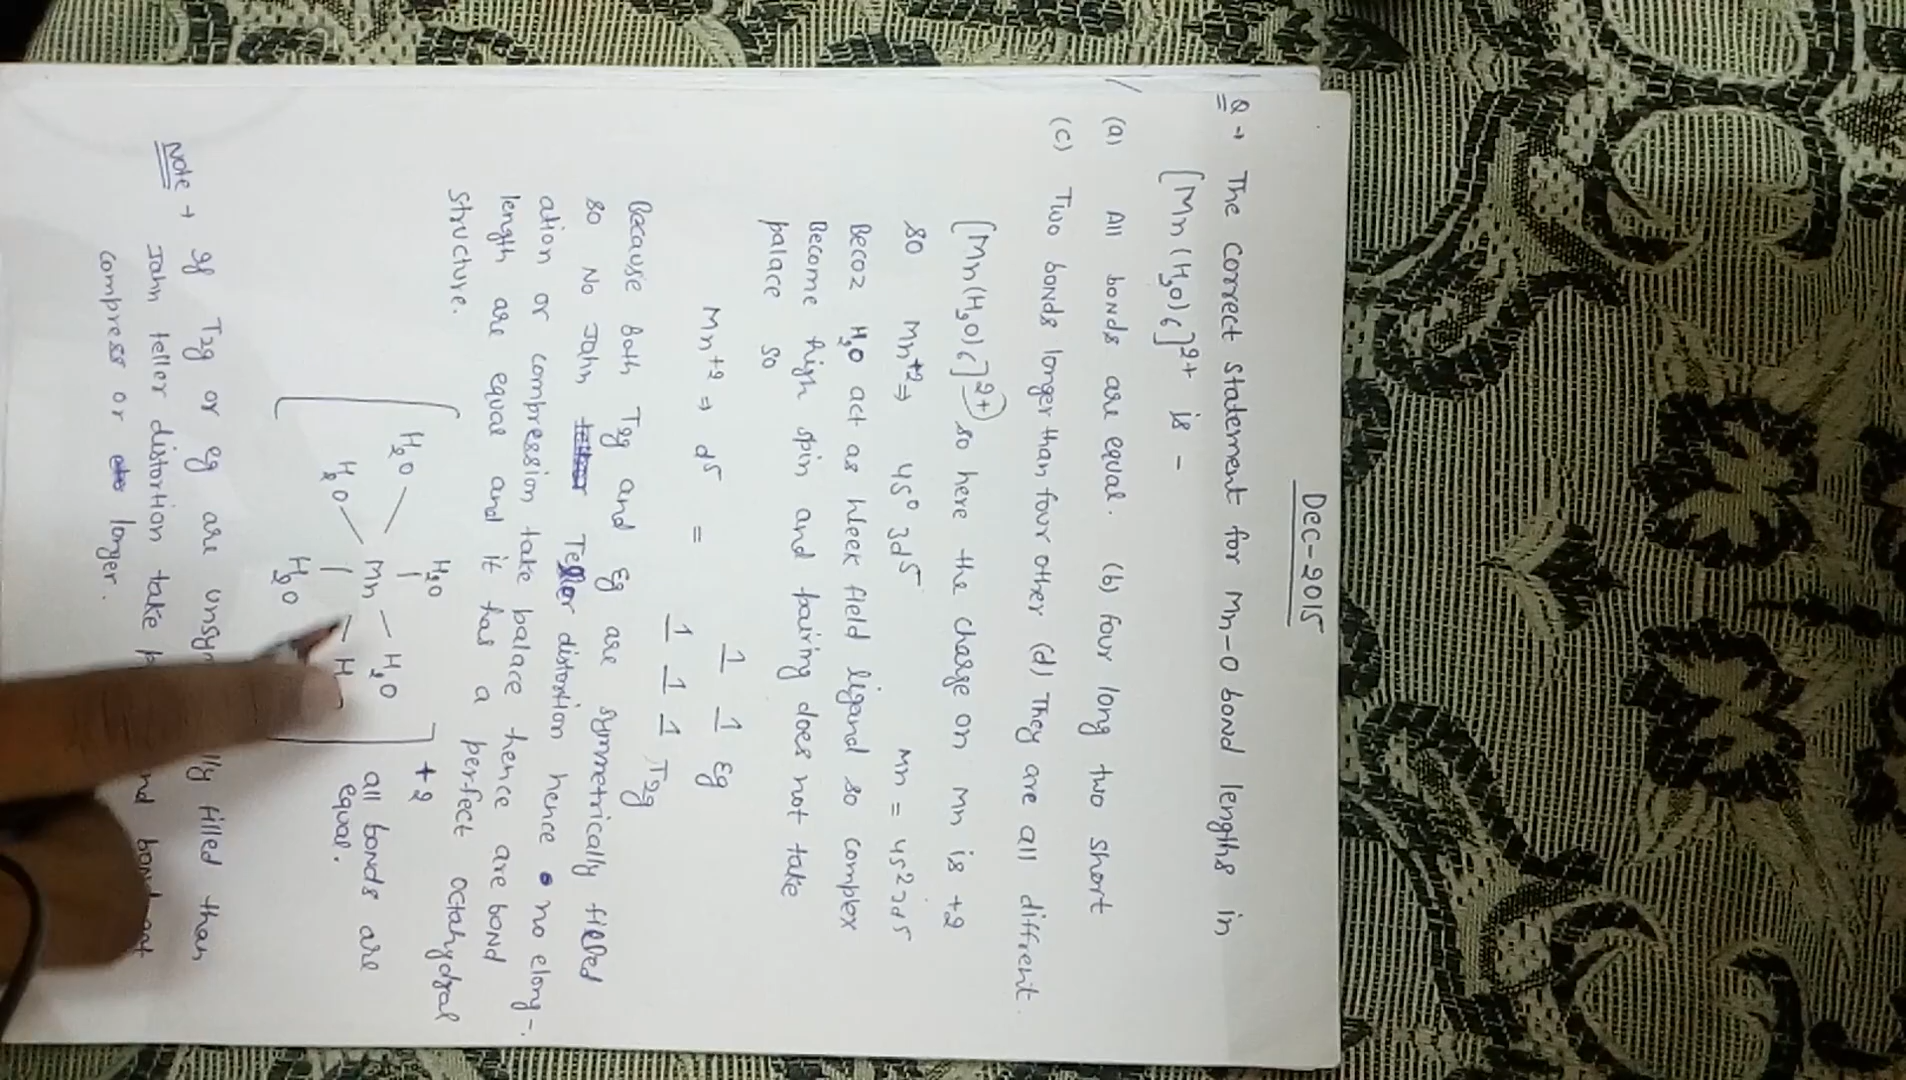 Dec-2015
Q → The correct statement for Mn-O bond lengths in
[Mn(H2O)6]2+ is -
(a) All bonds are equal. (b) four long two short
(c) Two bonds longer than four other (d) They are all diffrent.
[Mn(H2O)6]2+ so here the charge on Mn is +2
so Mn+2 ⇒ 4S0 3d5 Mn = 4S2 3d5
Becoz H2O act as week field ligand so complex
Become high spin and pairing does not take
palace so
Mn+2 ⇒ d5 = 1 1 eg
1 1 1 T2g
Because both T2g and eg are symmetrically filled
so No Jahn Teller distortion hence no elong-
ation or compression take palace hence are bond
length are equal and it has a perfect octahydral
structure.
H2O
H2O
Mn
H2O
H2O
H2O
+2
all bonds are
equal.
Note → If T2g or eg are filled than
Jahn teller distortion take
compress or longer.